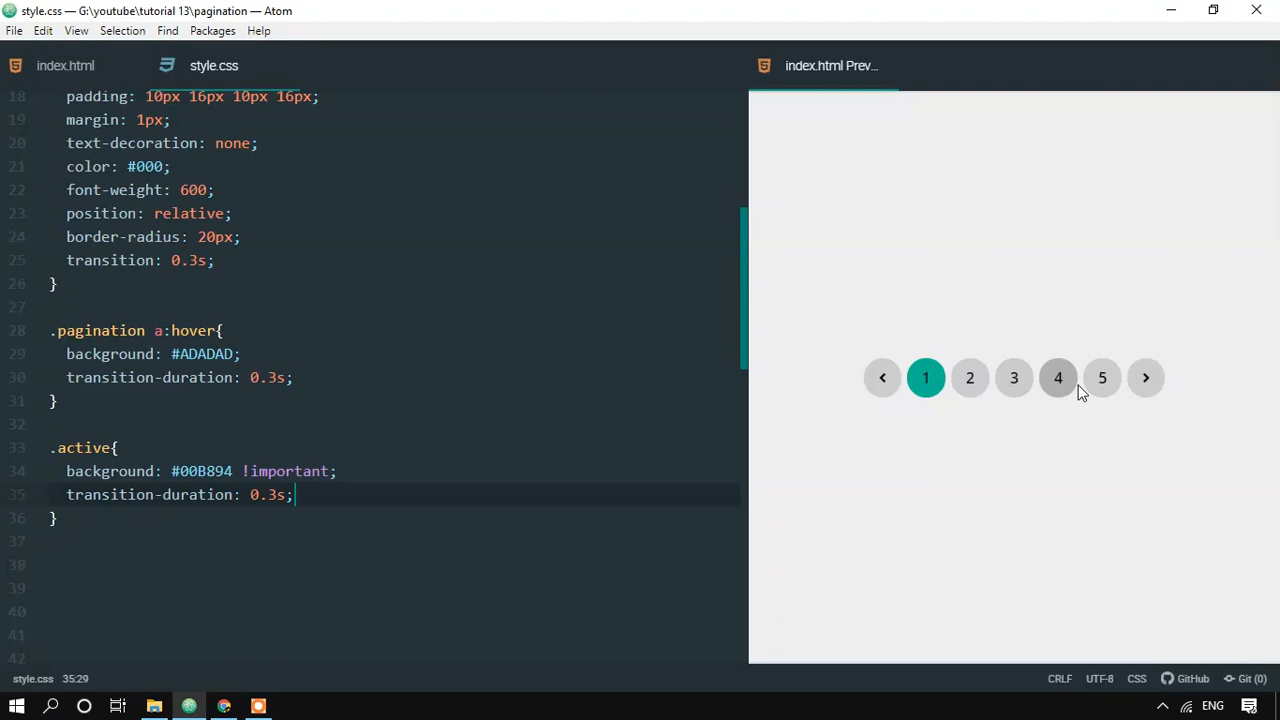 style.css — G:\youtube\tutorial 13\pagination — Atom
File Edit View Selection Find Packages Help
index.html style.css index.html Prev...
18 padding: 10px 16px 10px 16px;
19 margin: 1px;
20 text-decoration: none;
21 color: #000;
22 font-weight: 600;
23 position: relative;
24 border-radius: 20px;
25 transition: 0.3s;
26 }
27
28 .pagination a:hover{
29 background: #ADADAD;
30 transition-duration: 0.3s;
31 }
32
33 .active{
34 background: #00B894 !important;
35 transition-duration: 0.3s;
36 }
37
38
39
40
41
42
1 2 3 4 5
style.css 35:29 CRLF UTF-8 CSS GitHub Git (0)
ENG